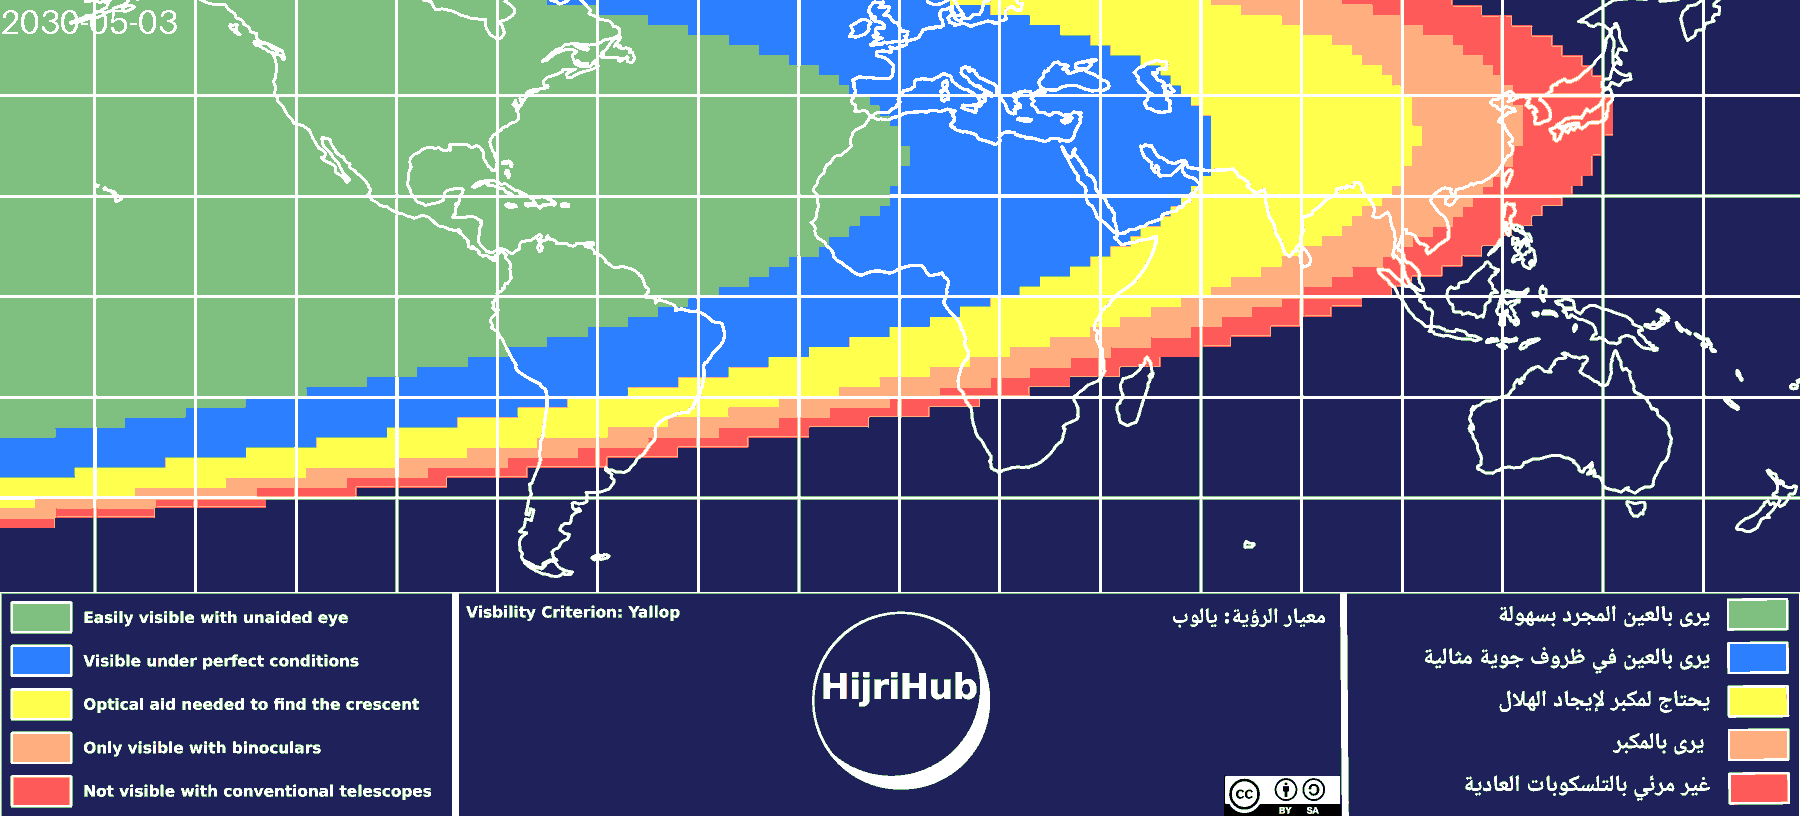 2030-05-03
Easily visible with unaided eye
Visible under perfect conditions
Optical aid needed to find the crescent
Only visible with binoculars
Not visible with conventional telescopes
Visbility Criterion: Yallop
معيار الرؤية: يالوب
HijriHub
cc
BY SA
يرى بالعين المجرد بسهولة
يرى بالعين في ظروف جوية مثالية
يحتاج لمكبر لإيجاد الهلال
يرى بالمكبر
غير مرئي بالتلسكوبات العادية